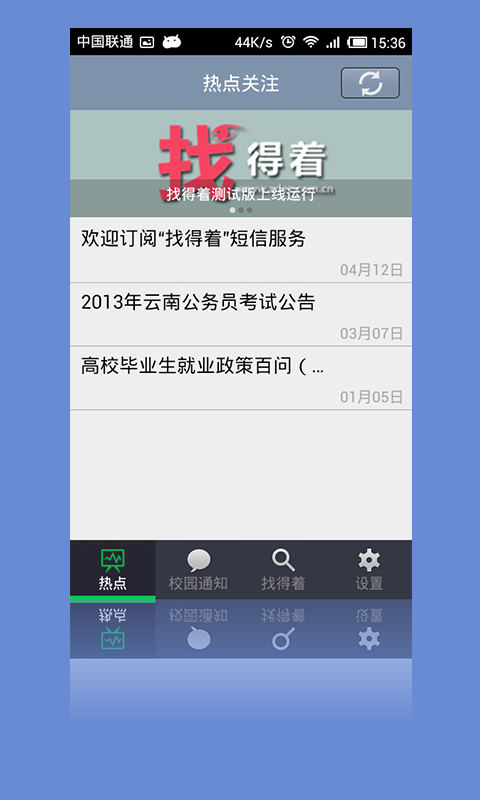 中国联通 44K/s 15:36
热点关注
找得着
找得着测试版上线运行
欢迎订阅“找得着”短信服务
04月12日
2013年云南公务员考试公告
03月07日
高校毕业生就业政策百问（...
01月05日
热点 校园通知 找得着 设置